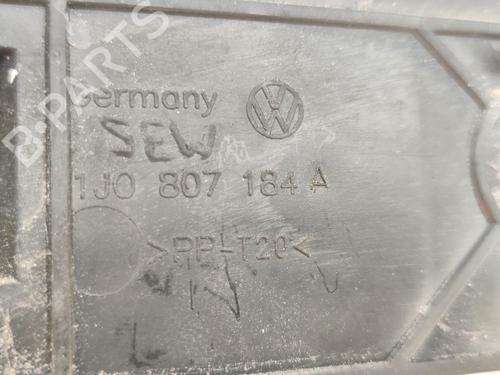 B-PARTS
Germany
SEW
1J0 807 184 A
>PP-T20<